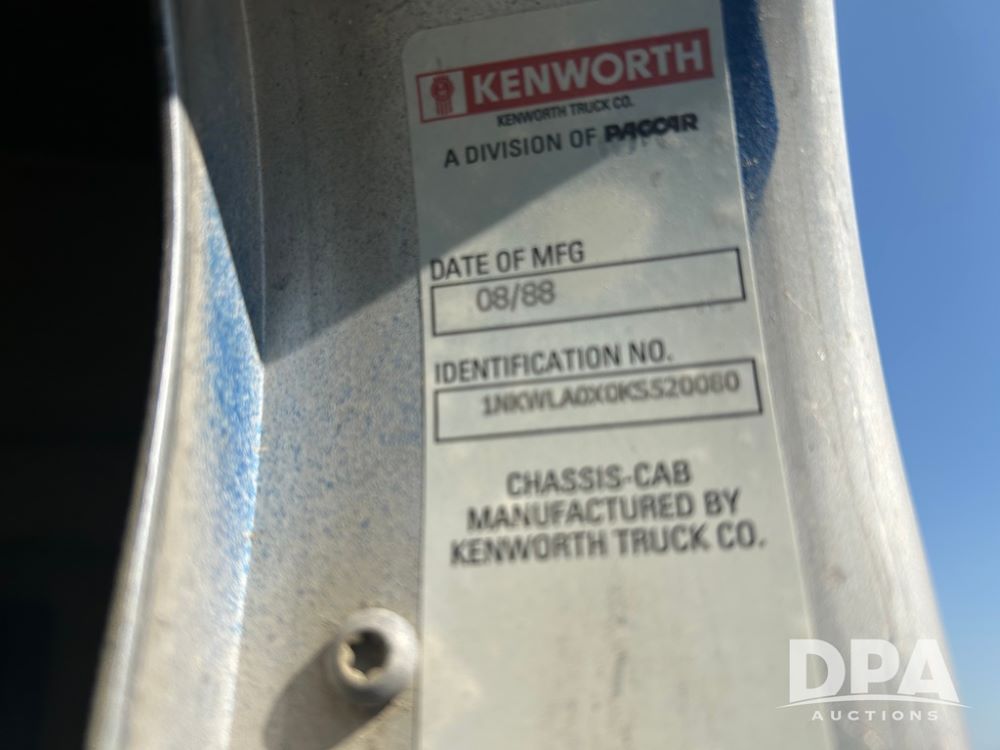 KENWORTH
KENWORTH TRUCK CO.
A DIVISION OF PACCAR
DATE OF MFG
08/88
IDENTIFICATION NO.
1NKWLA0X0KS520080
CHASSIS-CAB
MANUFACTURED BY
KENWORTH TRUCK CO.
DPA
AUCTIONS